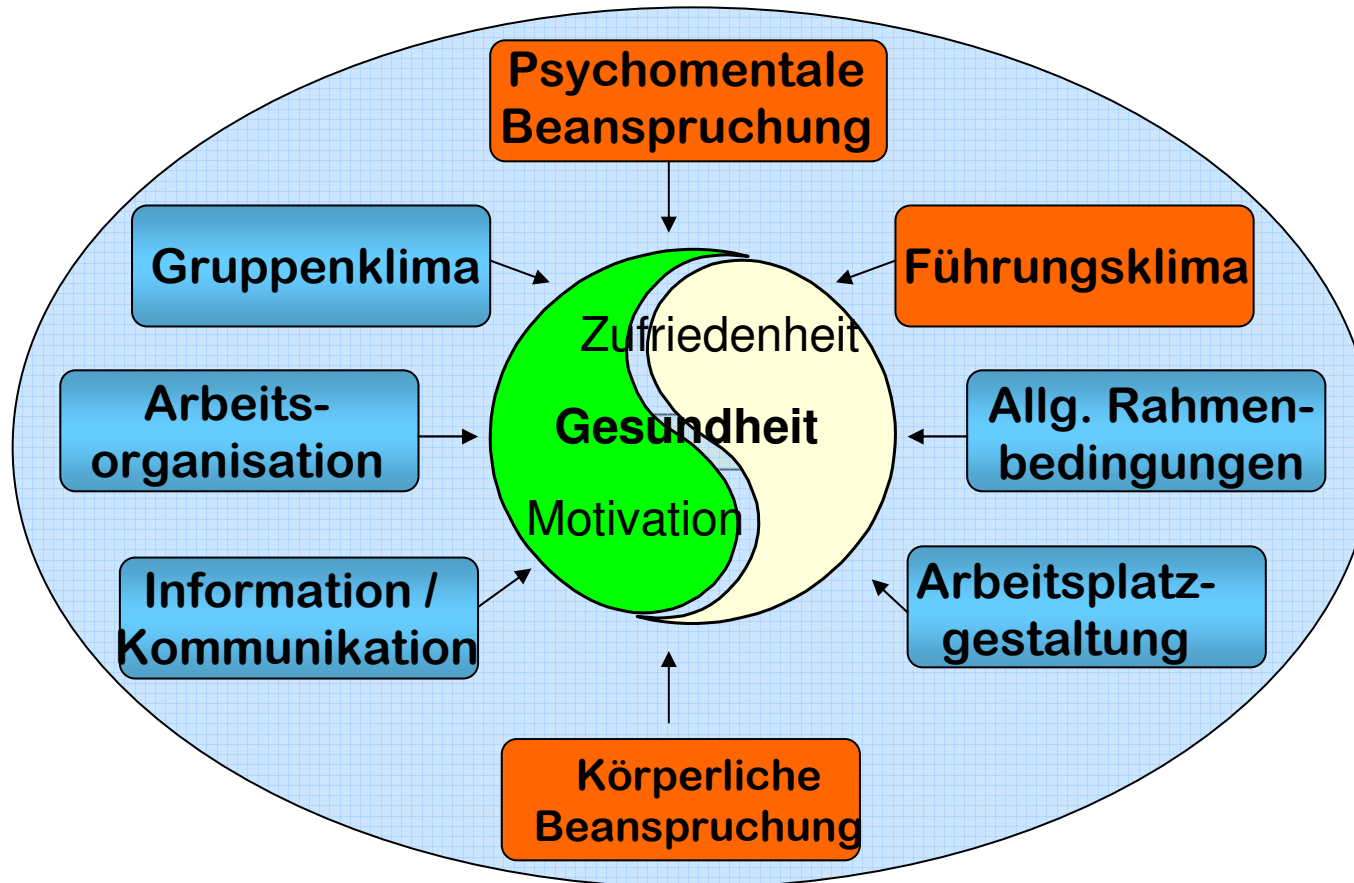 Psychomentale
Beanspruchung
Gruppenklima
Führungsklima
Zufriedenheit
Gesundheit
Motivation
Arbeits-
organisation
Allg. Rahmen-
bedingungen
Information /
Kommunikation
Arbeitsplatz-
gestaltung
Körperliche
Beanspruchung